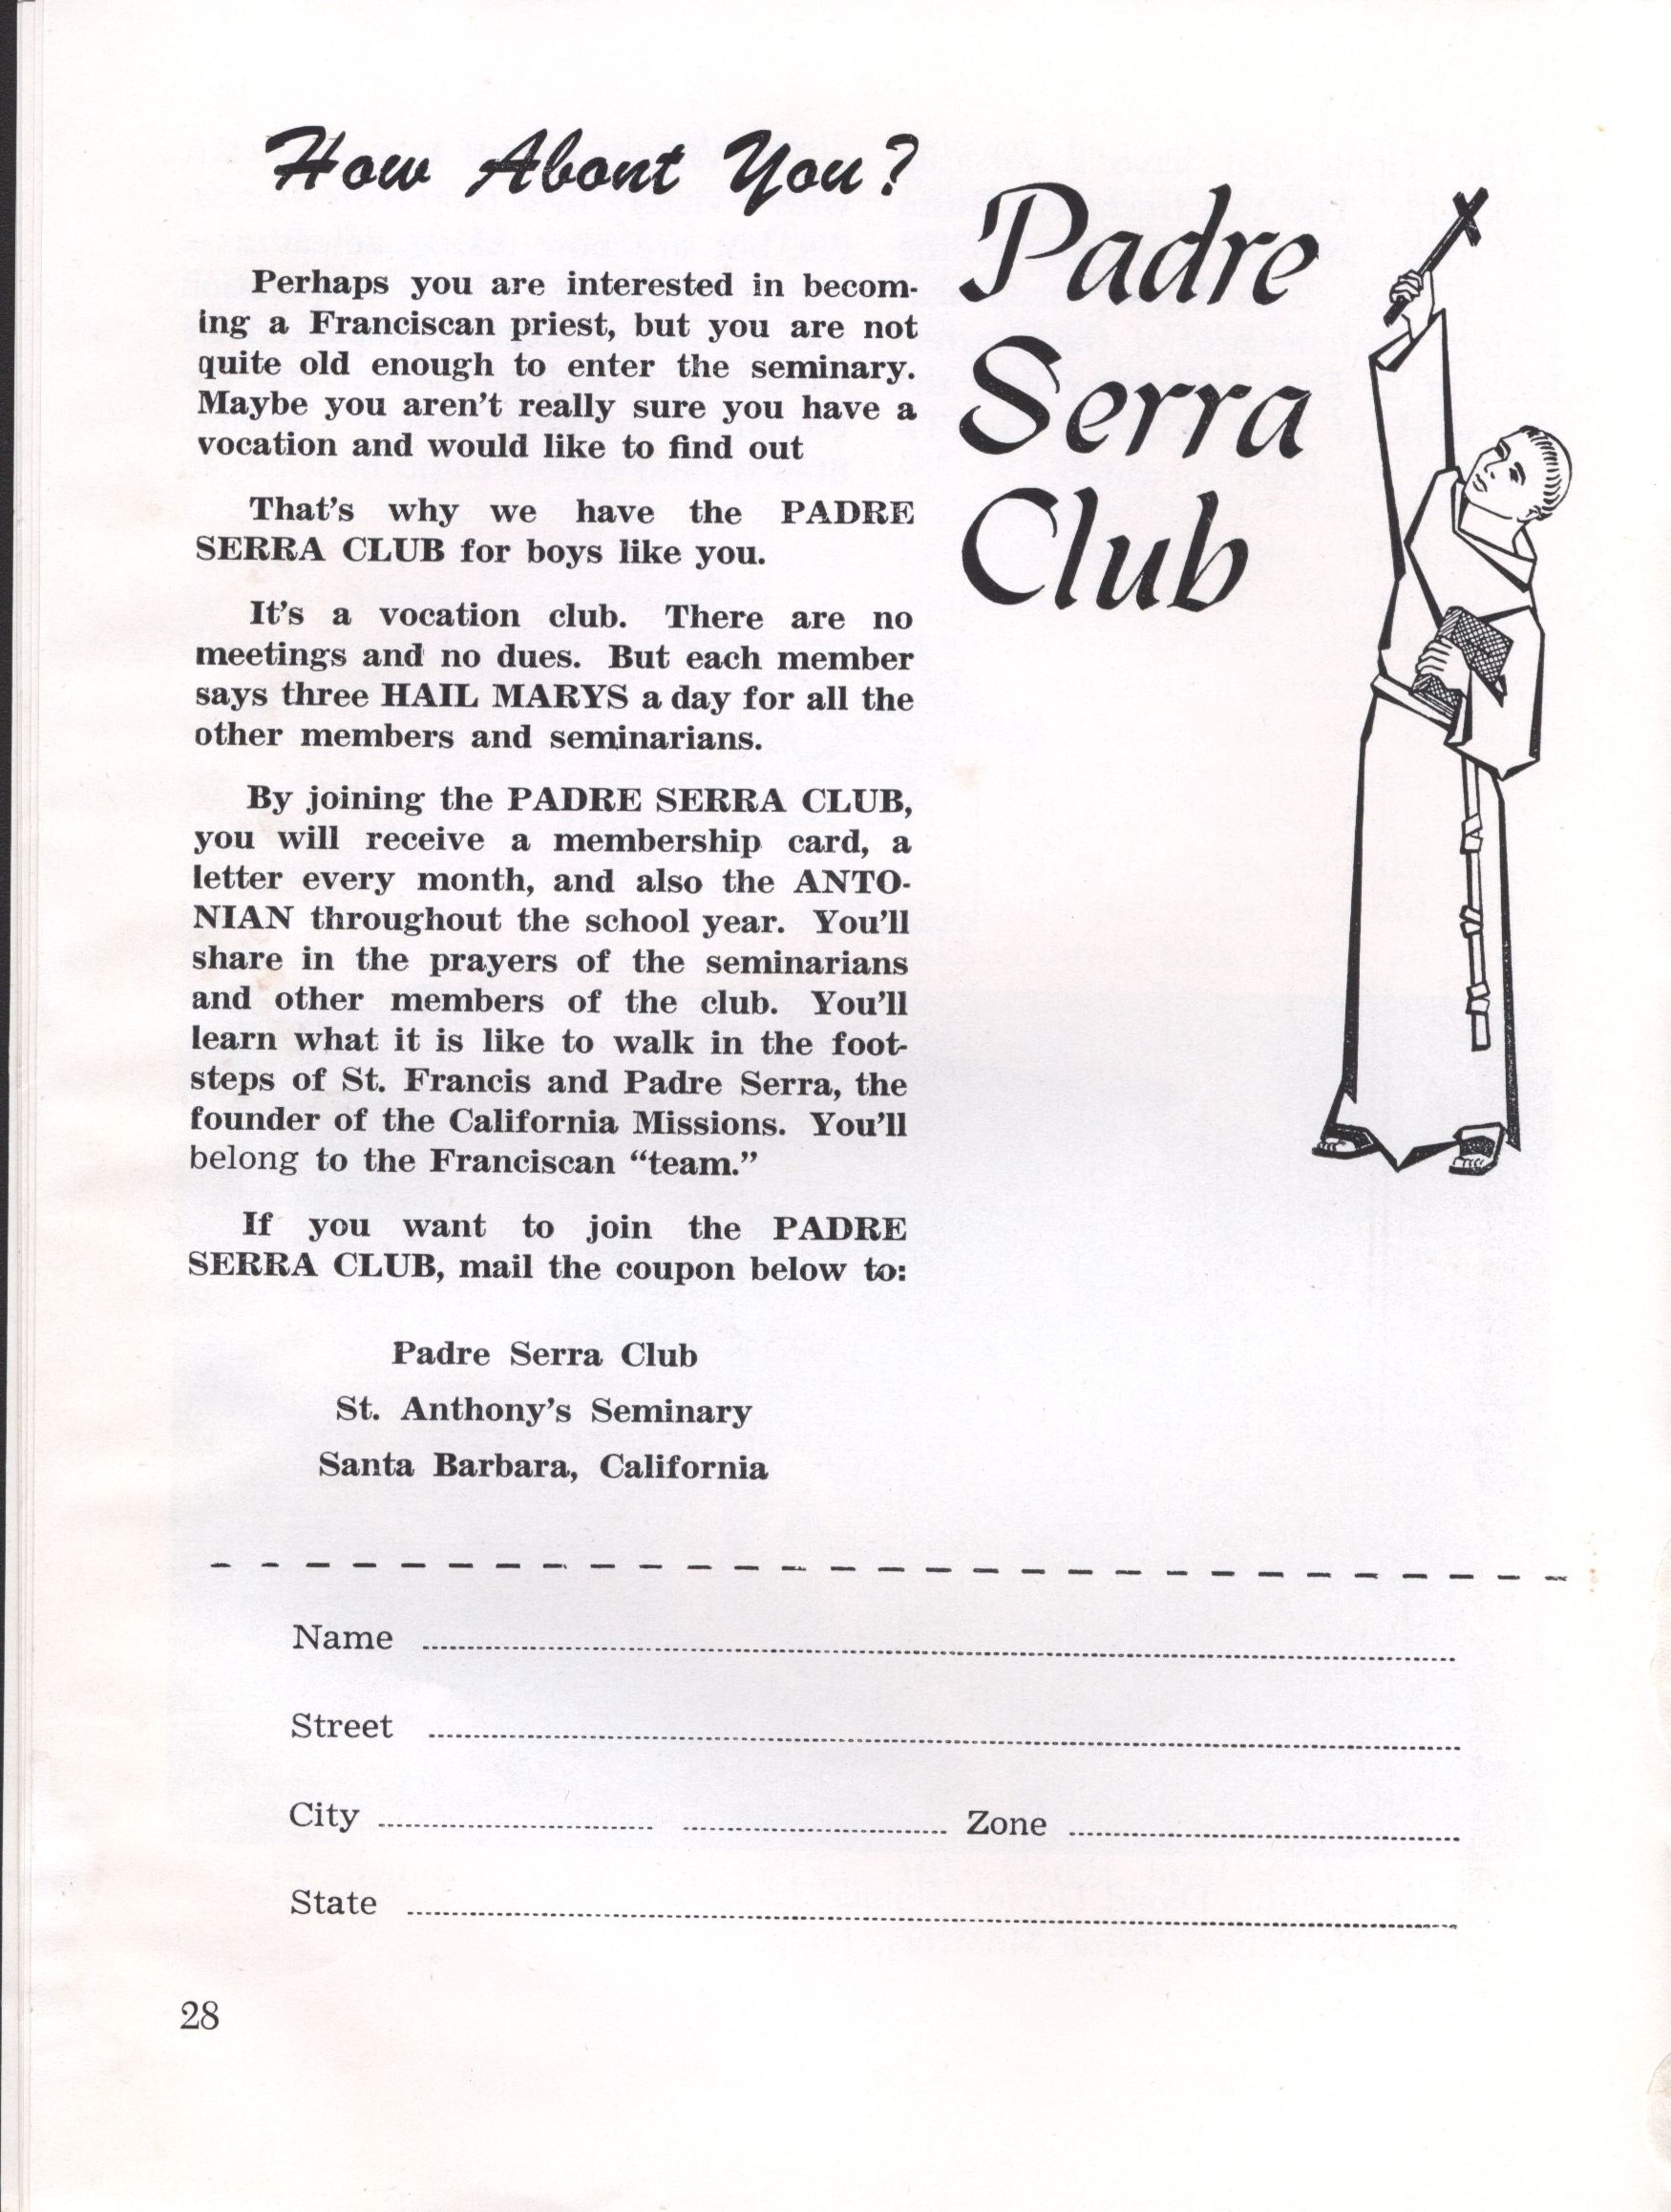 How About You?
Perhaps you are interested in becom-
ing a Franciscan priest, but you are not
quite old enough to enter the seminary.
Maybe you aren't really sure you have a
vocation and would like to find out
That's why we have the PADRE
SERRA CLUB for boys like you.
It's a vocation club. There are no
meetings and no dues. But each member
says three HAIL MARYS a day for all the
other members and seminarians.
By joining the PADRE SERRA CLUB,
you will receive a membership card, a
letter every month, and also the ANTO-
NIAN throughout the school year. You'll
share in the prayers of the seminarians
and other members of the club. You'll
learn what it is like to walk in the foot-
steps of St. Francis and Padre Serra, the
founder of the California Missions. You'll
belong to the Franciscan “team.”
If you want to join the PADRE
SERRA CLUB, mail the coupon below to:
Padre Serra Club
St. Anthony's Seminary
Santa Barbara, California
Padre
Serra
Club
Name
Street
City Zone
State
28